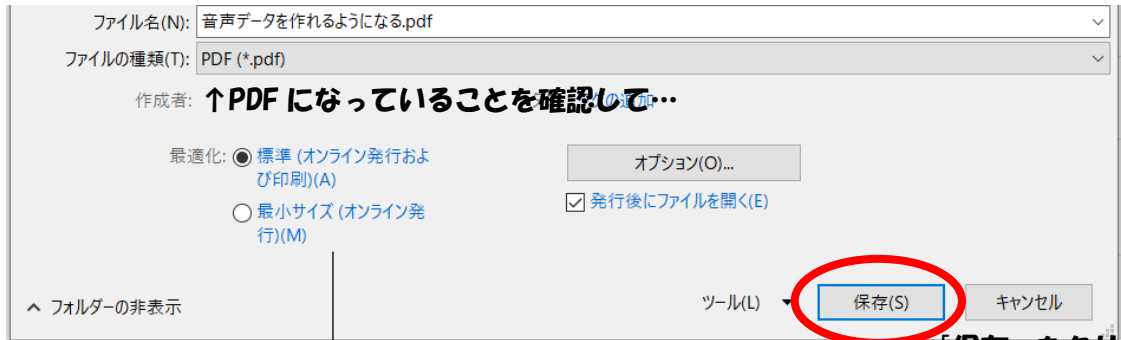 ファイル名(N): 音声データを作れるようになる.pdf
ファイルの種類(T): PDF (*.pdf)
作成者: ↑PDFになっていることを確認して… の追加
最適化: 標準 (オンライン発行およ
び印刷)(A)
オプション(O)...
発行後にファイルを開く(E)
最小サイズ (オンライン発
行)(M)
フォルダーの非表示
ツール(L)
保存(S)
キャンセル